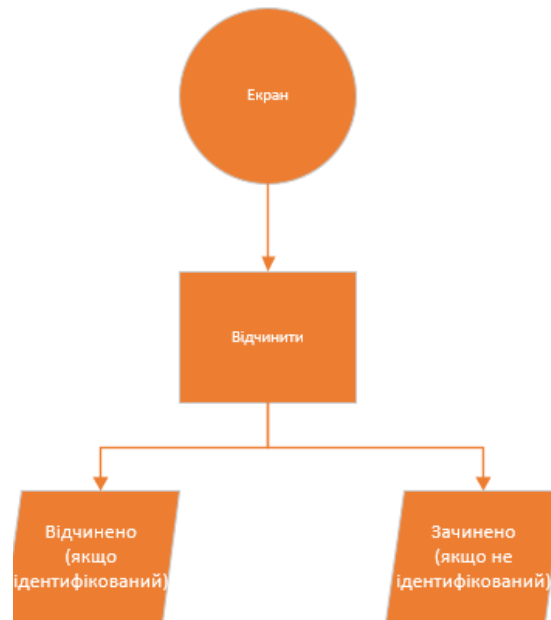 Екран
Відчинити
Відчинено
(якщо
ідентифікований)
Зачинено
(якщо не
ідентифікований)